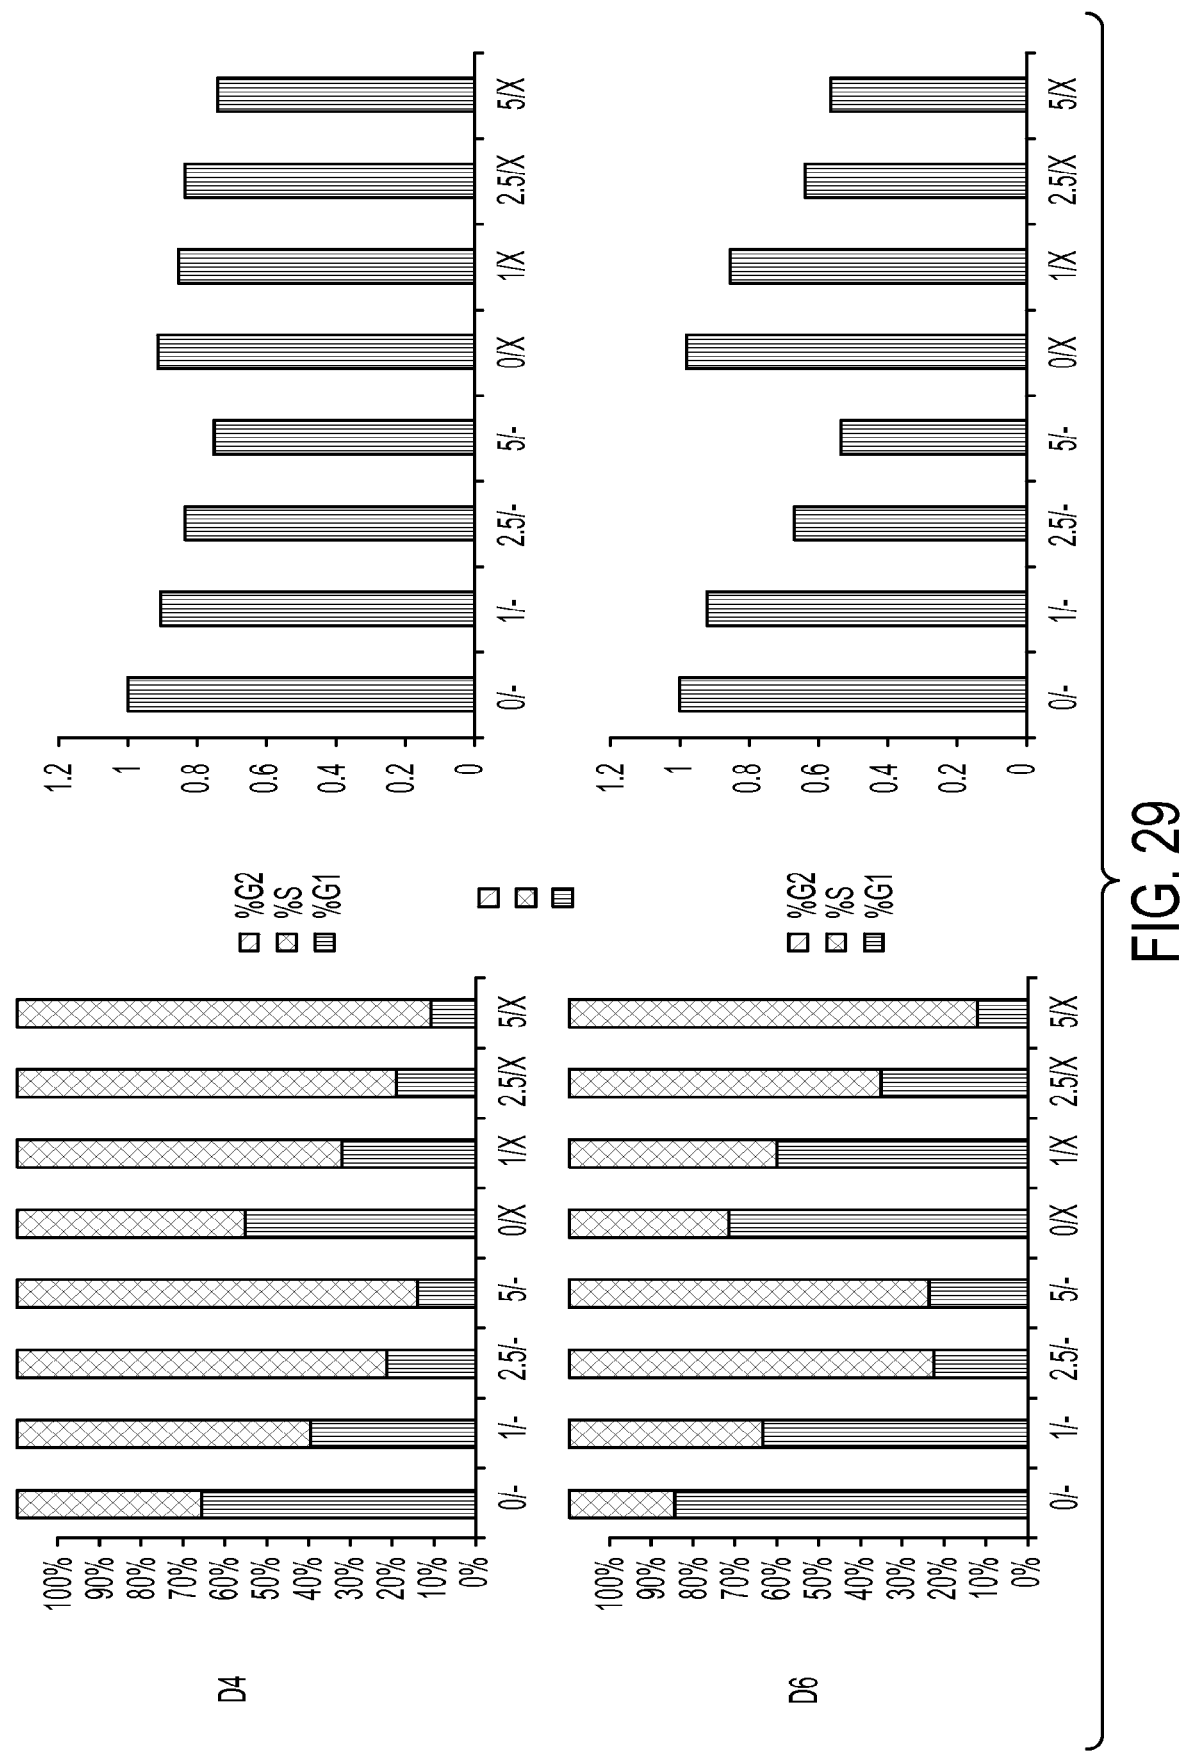 D4
100%
90%
80%
70%
60%
50%
40%
30%
20%
10%
0%
0/-
1/-
2.5/-
5/-
0/X
1/X
2.5/X
5/X
%G2
%S
%G1
1.2
1
0.8
0.6
0.4
0.2
0
0/-
1/-
2.5/-
5/-
0/X
1/X
2.5/X
5/X
D6
100%
90%
80%
70%
60%
50%
40%
30%
20%
10%
0%
0/-
1/-
2.5/-
5/-
0/X
1/X
2.5/X
5/X
%G2
%S
%G1
1.2
1
0.8
0.6
0.4
0.2
0
0/-
1/-
2.5/-
5/-
0/X
1/X
2.5/X
5/X
FIG. 29